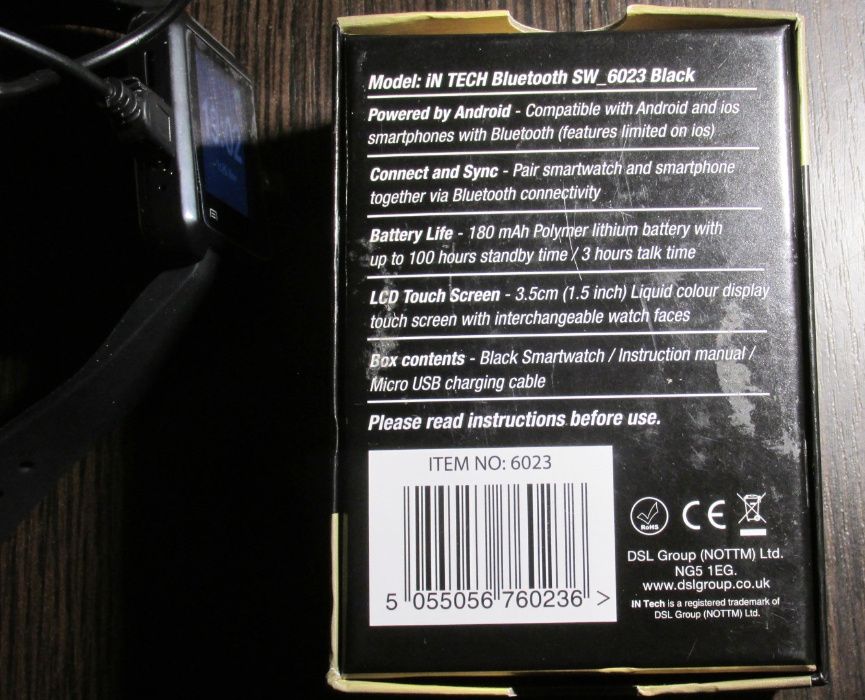 Model: iN TECH Bluetooth SW_6023 Black
Powered by Android - Compatible with Android and ios
smartphones with Bluetooth (features limited on ios)
Connect and Sync - Pair smartwatch and smartphone
together via Bluetooth connectivity
Battery Life - 180 mAh Polymer lithium battery with
up to 100 hours standby time / 3 hours talk time
LCD Touch Screen - 3.5cm (1.5 inch) Liquid colour display
touch screen with interchangeable watch faces
Box contents - Black Smartwatch / Instruction manual /
Micro USB charging cable
Please read instructions before use.
ITEM NO: 6023
5 055056 760236 >
RoHS
CE
DSL Group (NOTTM) Ltd.
NG5 1EG.
www.dslgroup.co.uk
IN Tech is a registered trademark of
DSL Group (NOTTM) Ltd.